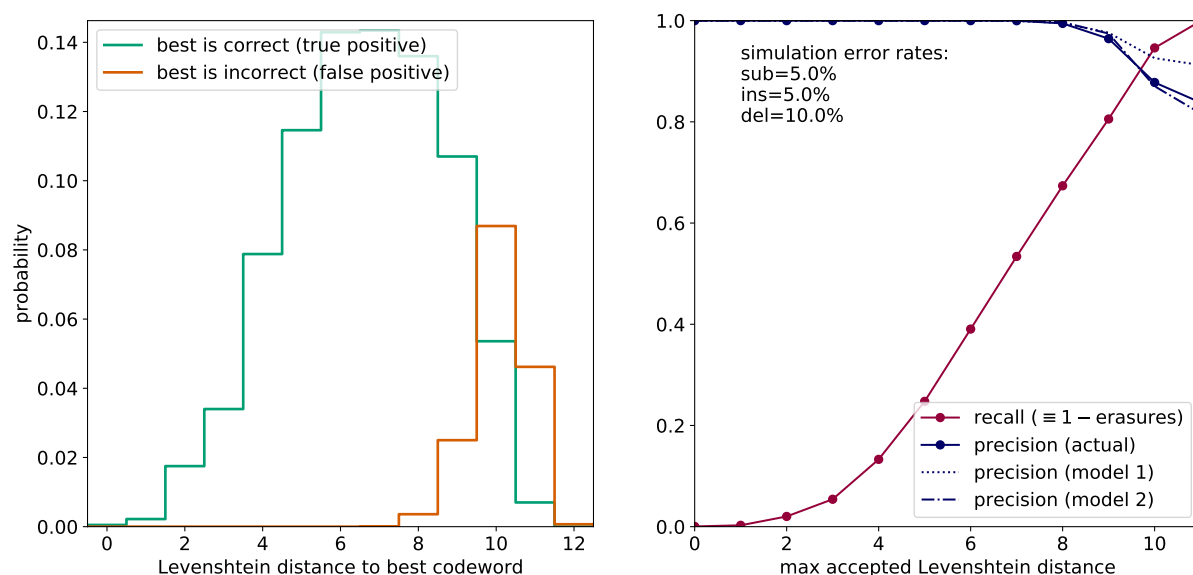 0.14
0.12
0.10
0.08
0.06
0.04
0.02
0.00
probability
best is correct (true positive)
best is incorrect (false positive)
0
2
4
6
8
10
12
Levenshtein distance to best codeword
1.0
0.8
0.6
0.4
0.2
0.0
simulation error rates:
sub=5.0%
ins=5.0%
del=10.0%
recall (≡ 1 − erasures)
precision (actual)
precision (model 1)
precision (model 2)
0
2
4
6
8
10
max accepted Levenshtein distance